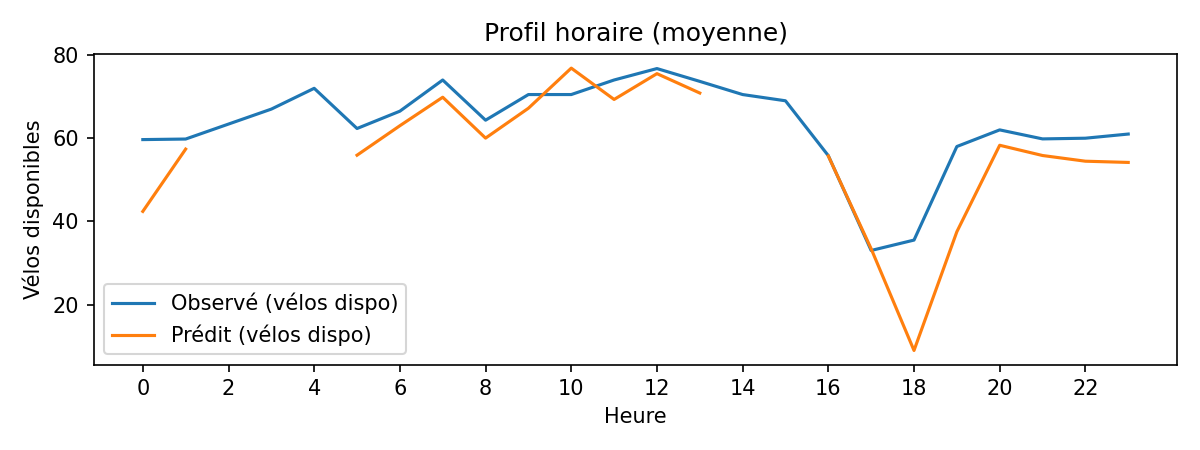 Profil horaire (moyenne)
80
60
40
20
Vélos disponibles
Observé (vélos dispo)
Prédit (vélos dispo)
0 2 4 6 8 10 12 14 16 18 20 22
Heure